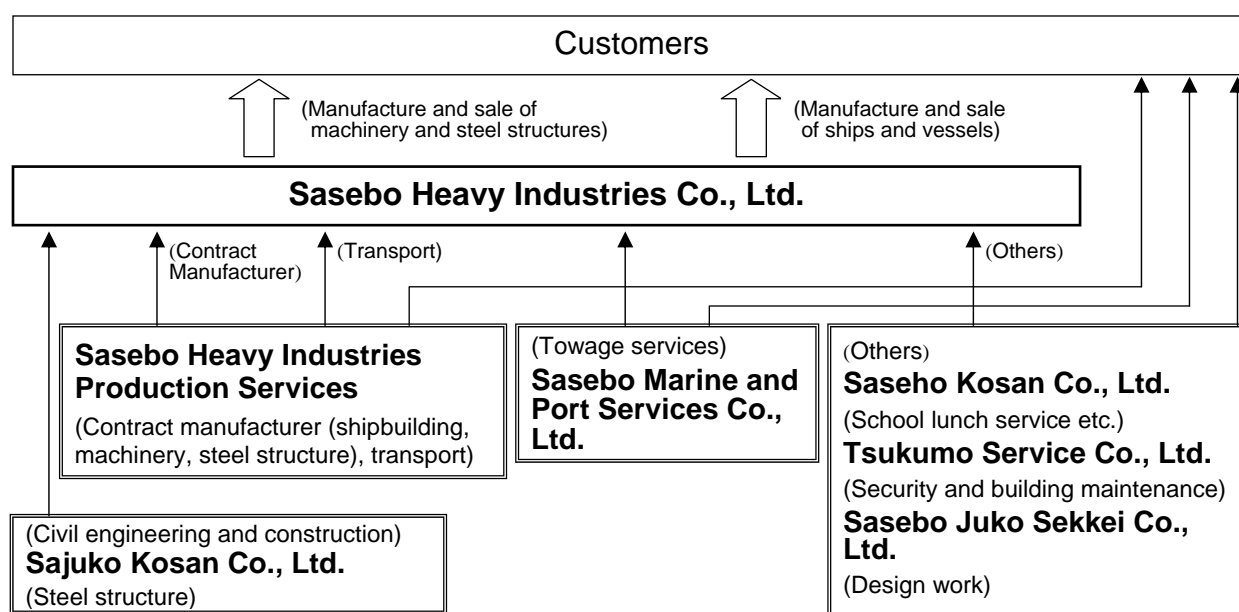 Customers
(Manufacture and sale of
machinery and steel structures)
(Manufacture and sale
of ships and vessels)
Sasebo Heavy Industries Co., Ltd.
(Contract
Manufacturer)
(Transport)
(Others)
Sasebo Heavy Industries
Production Services
(Contract manufacturer (shipbuilding,
machinery, steel structure), transport)
(Towage services)
Sasebo Marine and
Port Services Co.,
Ltd.
(Others)
Saseho Kosan Co., Ltd.
(School lunch service etc.)
Tsukumo Service Co., Ltd.
(Security and building maintenance)
Sasebo Juko Sekkei Co.,
Ltd.
(Design work)
(Civil engineering and construction)
Sajuko Kosan Co., Ltd.
(Steel structure)